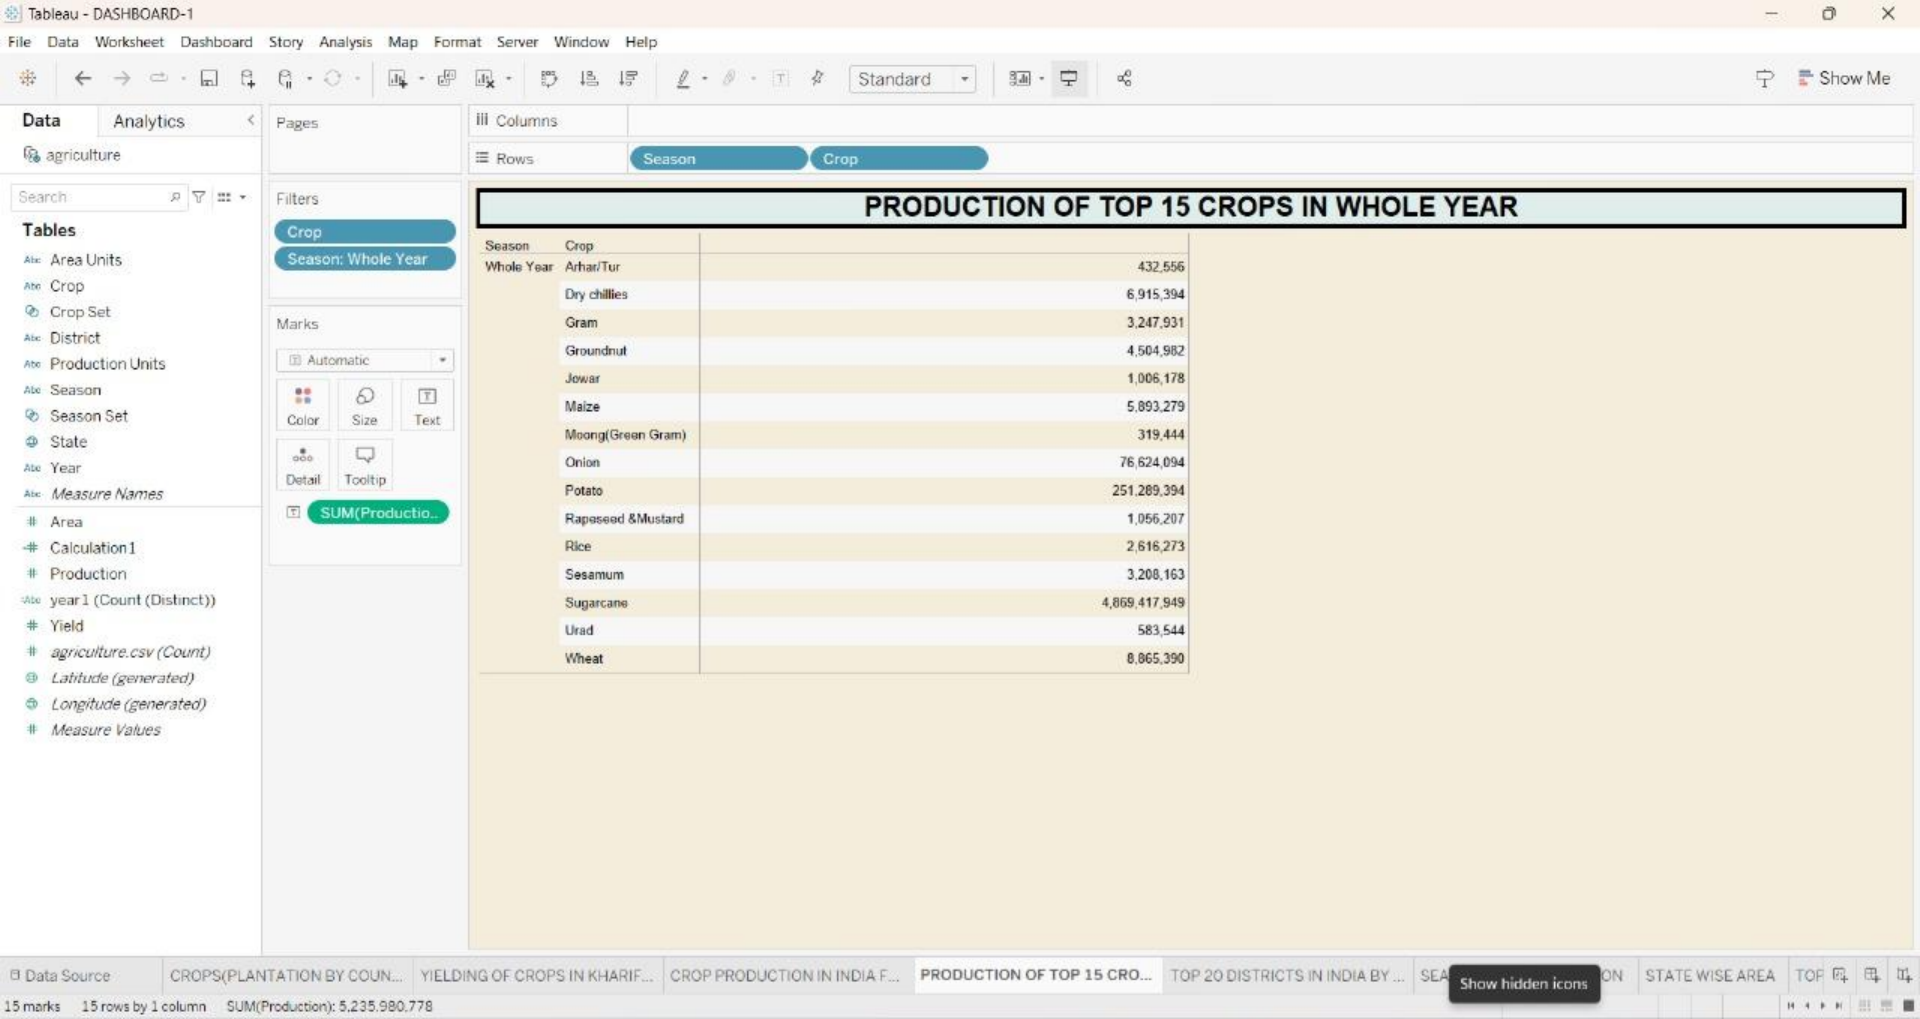 Tableau - DASHBOARD-1
File Data Worksheet Dashboard Story Analysis Map Format Server Window Help
Standard
Show Me
Data Analytics
agriculture
Search
Tables
Abc Area Units
Abc Crop
Crop Set
Abc District
Abc Production Units
Abc Season
Season Set
State
Abc Year
Abc Measure Names
# Area
=# Calculation1
# Production
=Abc year1 (Count (Distinct))
# Yield
# agriculture.csv (Count)
Latitude (generated)
Longitude (generated)
# Measure Values
Pages
Filters
Crop
Season: Whole Year
Marks
Automatic
Color Size Text
Detail Tooltip
SUM(Productio..
Columns
Rows Season Crop
PRODUCTION OF TOP 15 CROPS IN WHOLE YEAR
Season Crop
Whole Year Arhar/Tur 432,556
Dry chillies 6,915,394
Gram 3,247,931
Groundnut 4,504,982
Jowar 1,006,178
Maize 5,893,279
Moong(Green Gram) 319,444
Onion 76,624,094
Potato 251,289,394
Rapeseed &Mustard 1,056,207
Rice 2,616,273
Sesamum 3,208,163
Sugarcane 4,869,417,949
Urad 583,544
Wheat 8,865,390
Data Source CROPS(PLANTATION BY COUN... YIELDING OF CROPS IN KHARIF... CROP PRODUCTION IN INDIA F... PRODUCTION OF TOP 15 CRO... TOP 20 DISTRICTS IN INDIA BY ... SEA ON STATE WISE AREA TOP
Show hidden icons
15 marks 15 rows by 1 column SUM(Production): 5,235,980,778